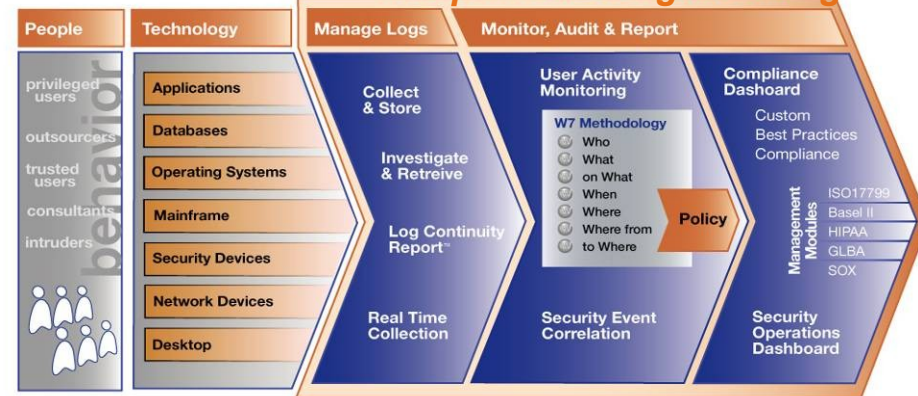 People
Technology
Manage Logs
Monitor, Audit & Report
behavior
privileged
users
outsourcers
trusted
users
consultants
intruders
Applications
Databases
Operating Systems
Mainframe
Security Devices
Network Devices
Desktop
Collect
& Store
Investigate
& Retreive
Log Continuity
Report™
Real Time
Collection
User Activity
Monitoring
W7 Methodology
Who
What
on What
When
Where
Where from
to Where
Policy
Security Event
Correlation
Compliance
Dashoard
Custom
Best Practices
Compliance
Management
Modules
ISO17799
Basel II
HIPAA
GLBA
SOX
Security
Operations
Dashboard